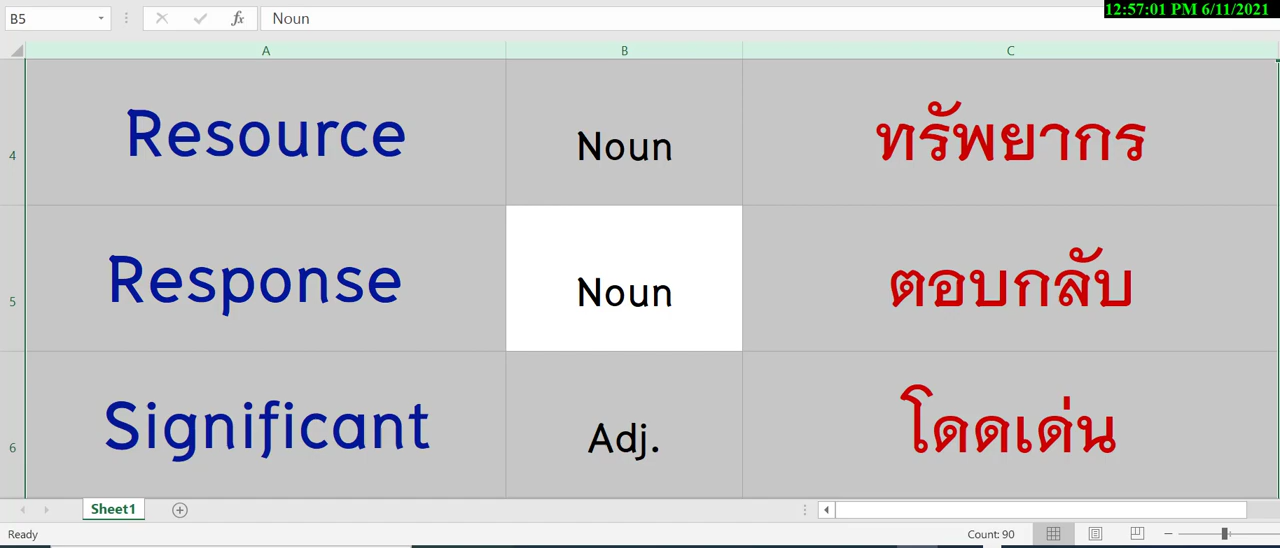 12:57:01 PM 6/11/2021
B5 fx Noun
A B C
4 Resource Noun ทรัพยากร
5 Response Noun ตอบกลับ
6 Significant Adj. โดดเด่น
Sheet1
Ready Count: 90